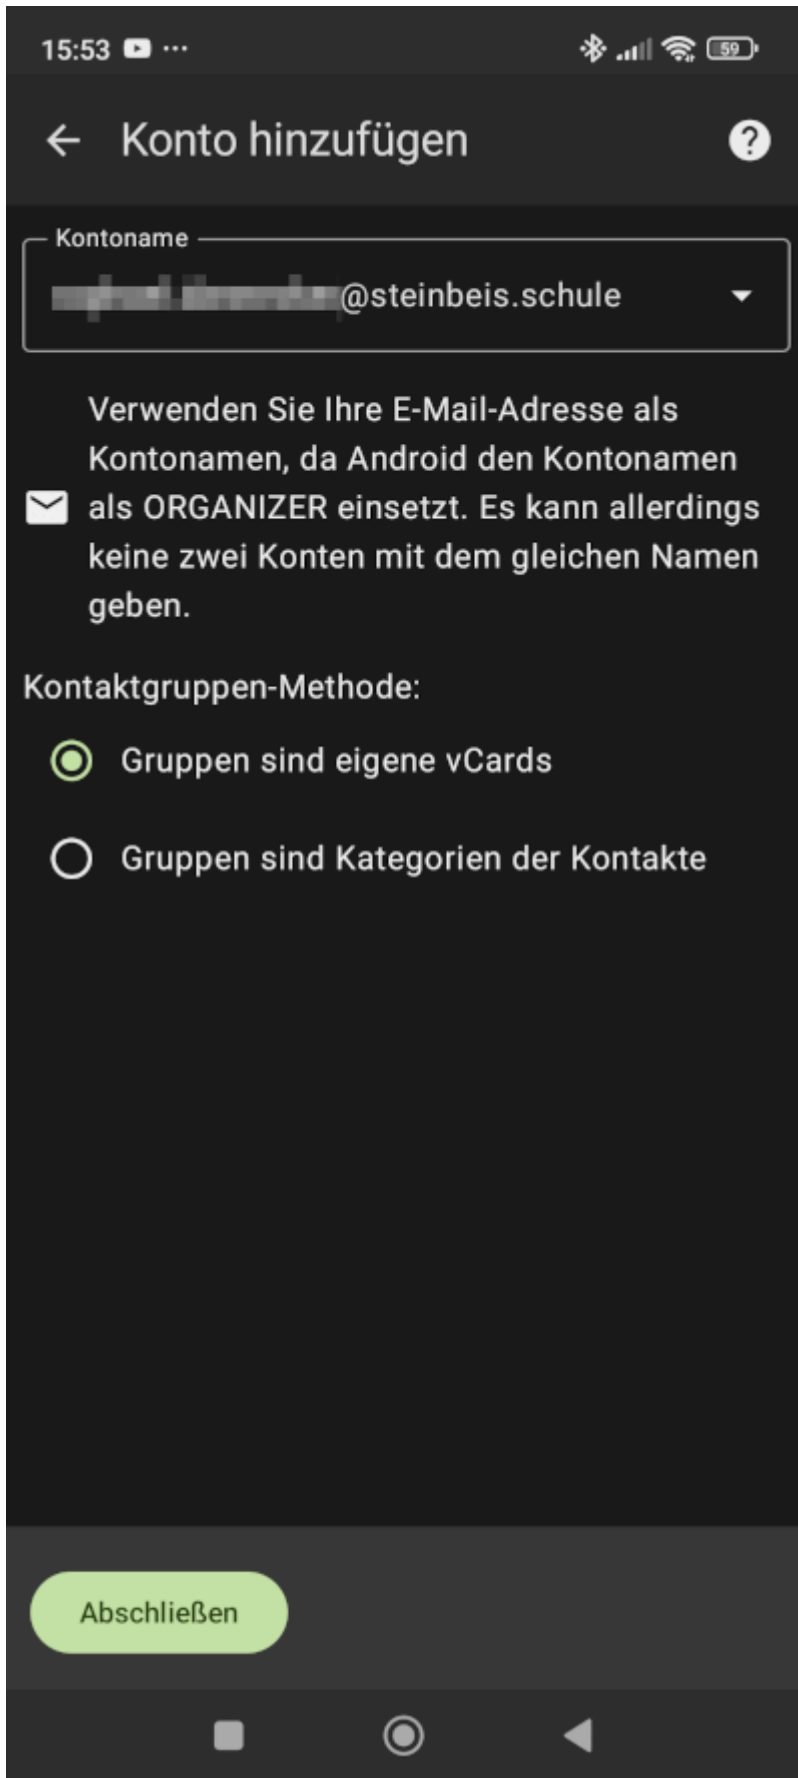 15:53
59
Konto hinzufügen
Kontoname
@steinbeis.schule
Verwenden Sie Ihre E-Mail-Adresse als
Kontonamen, da Android den Kontonamen
als ORGANIZER einsetzt. Es kann allerdings
keine zwei Konten mit dem gleichen Namen
geben.
Kontaktgruppen-Methode:
Gruppen sind eigene vCards
Gruppen sind Kategorien der Kontakte
Abschließen